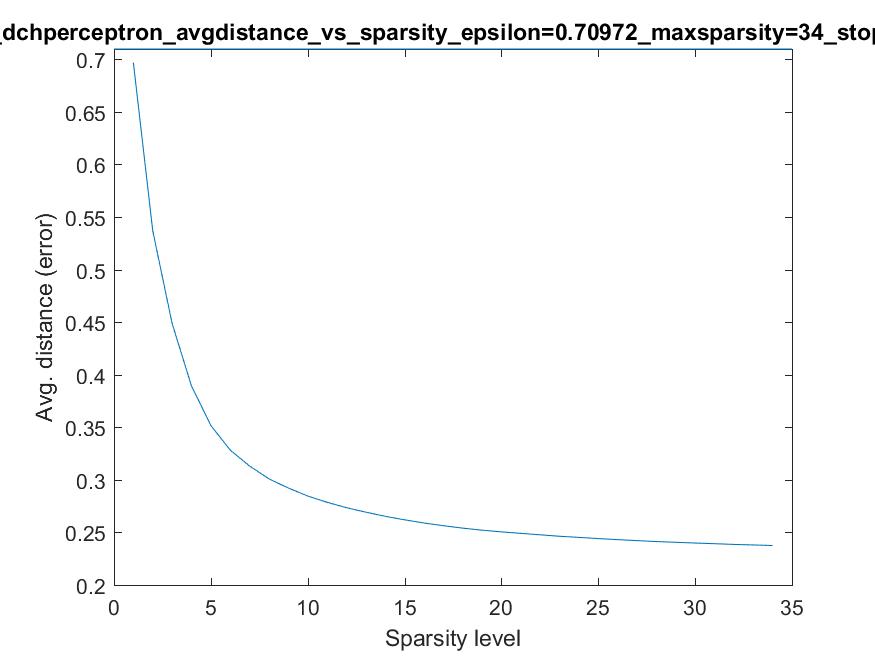 _dchperceptron_avgdistance_vs_sparsity_epsilon=0.70972_maxsparsity=34_stop
0.7
0.65
0.6
0.55
0.5
0.45
0.4
0.35
0.3
0.25
0.2
Avg. distance (error)
0 5 10 15 20 25 30 35
Sparsity level